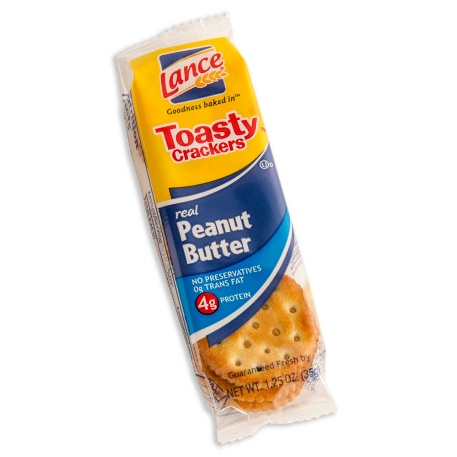 Lance
Goodness baked in™
Toasty
Crackers
real
Peanut
Butter
NO PRESERVATIVES
0g TRANS FAT
4g PROTEIN
Guaranteed Fresh by
NET WT. 1.25 OZ. (35g)